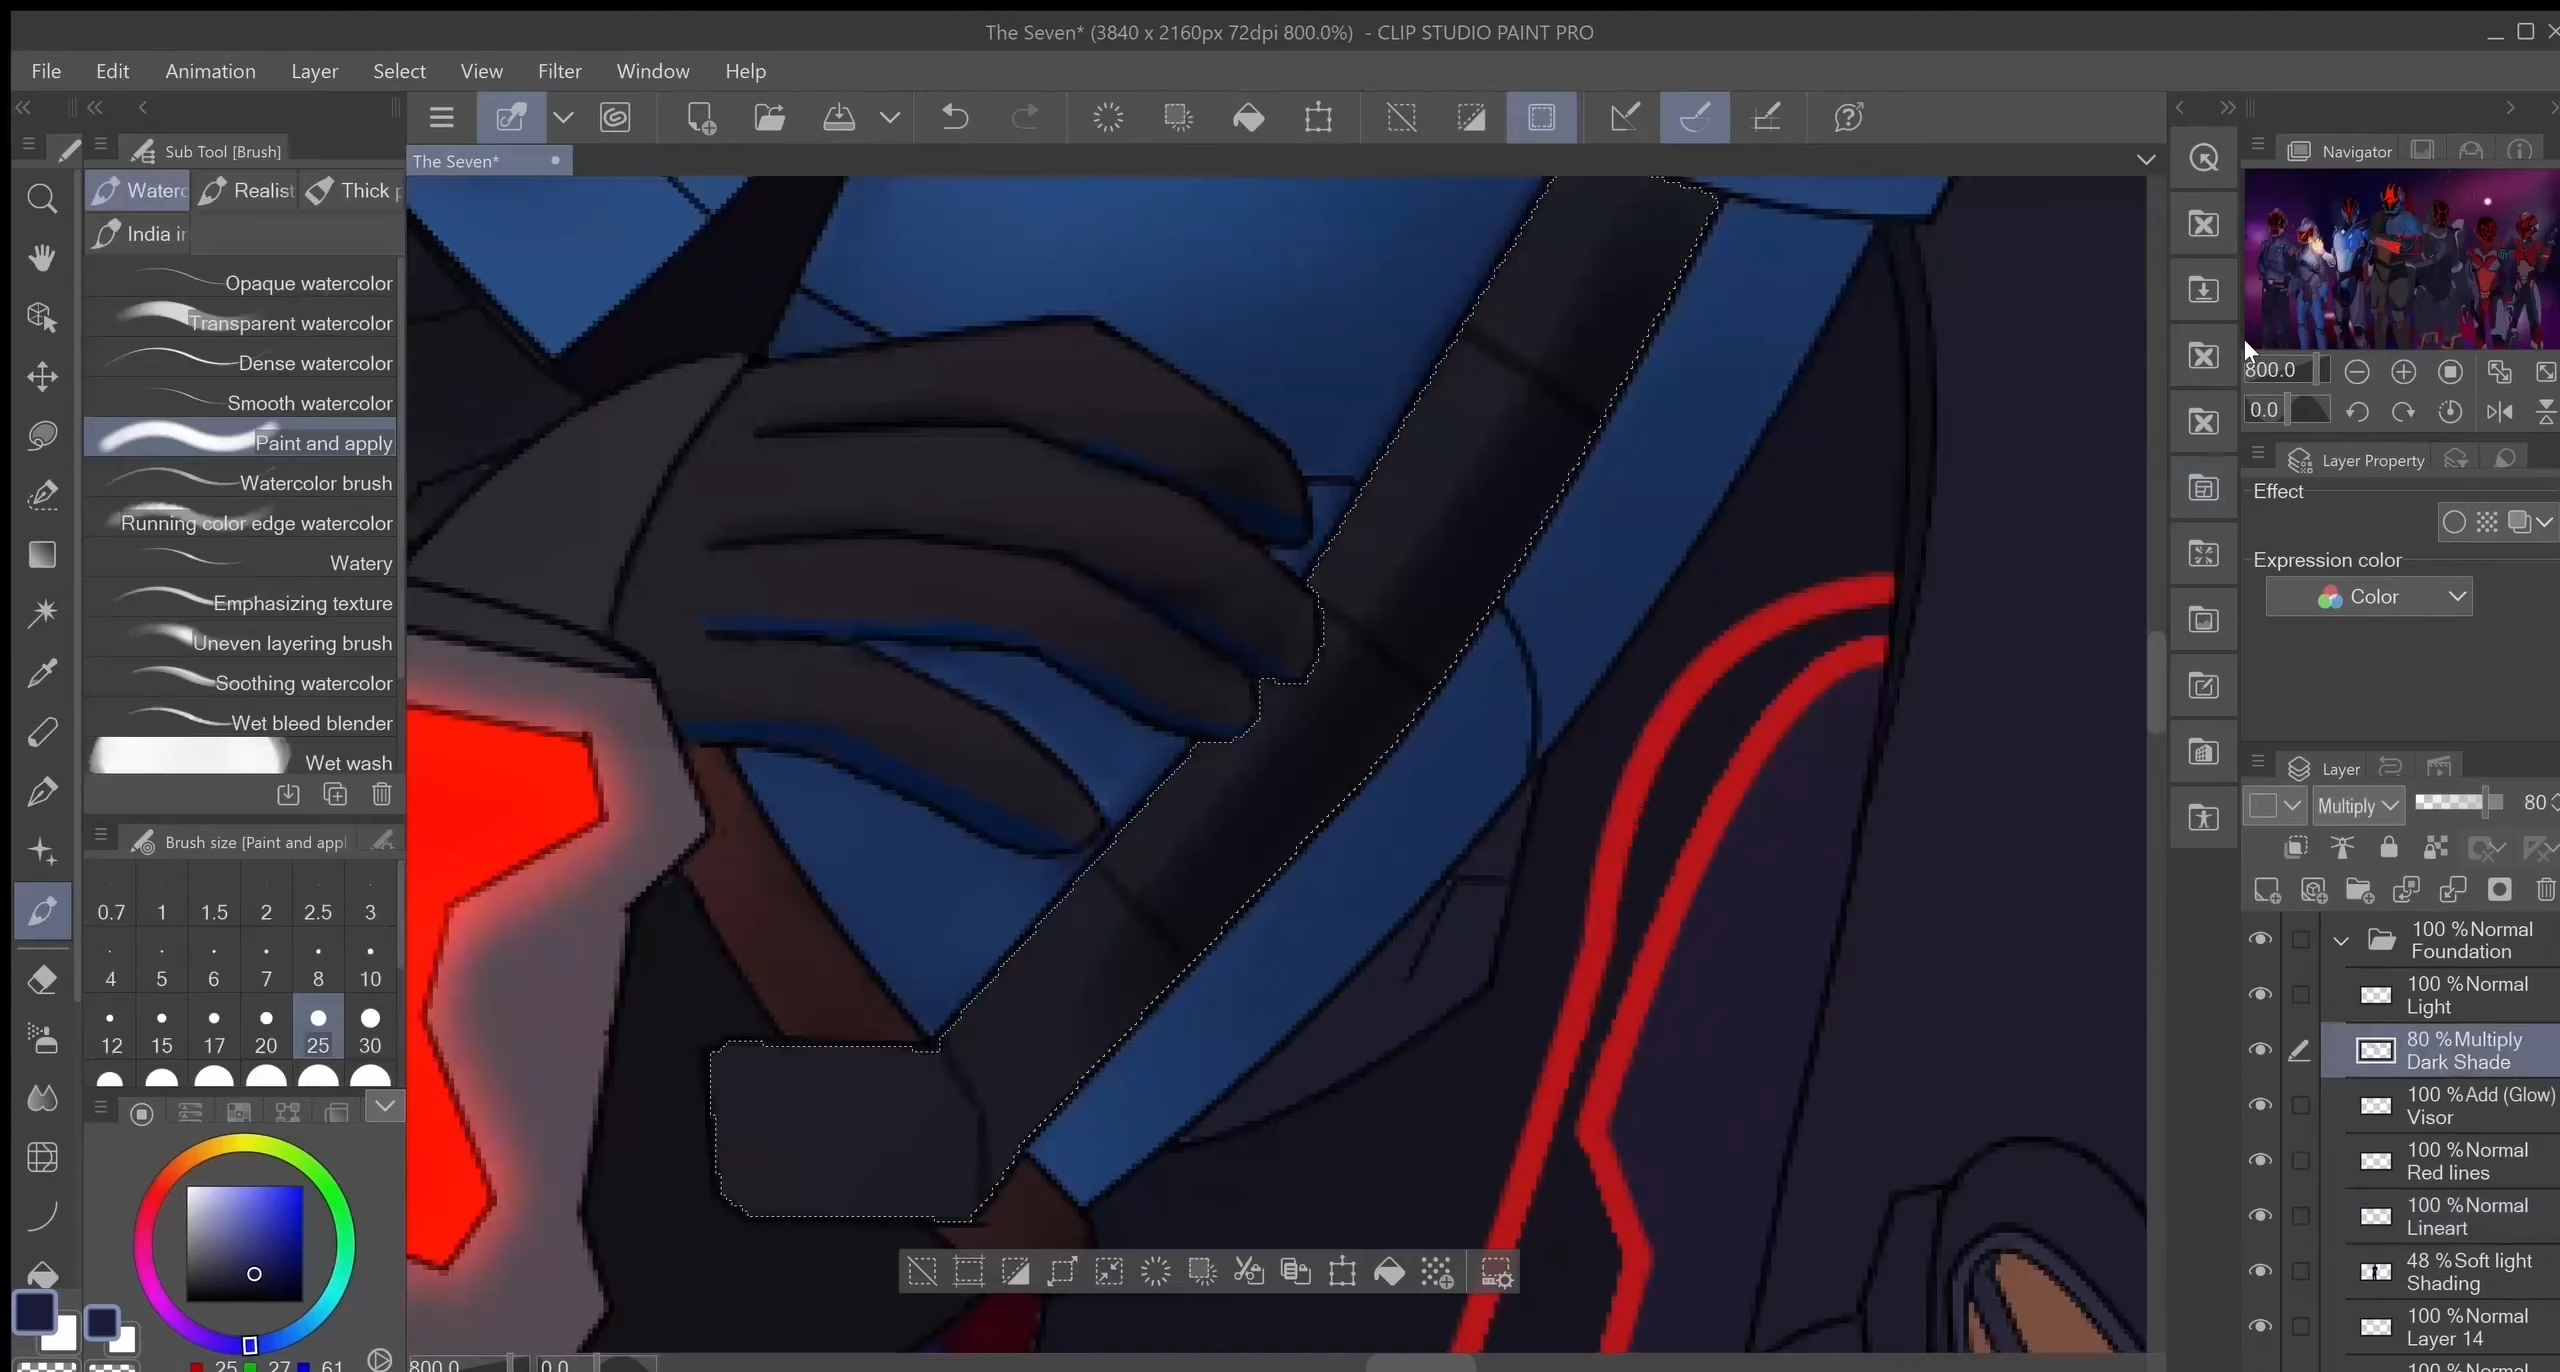 The Seven* (3840 x 2160px 72dpi 800.0%) - CLIP STUDIO PAINT PRO
File Edit Animation Layer Select View Filter Window Help
Sub Tool [Brush]
The Seven*
Navigator
Waterc Realist Thick p
India in
Opaque watercolor
Transparent watercolor
Dense watercolor
Smooth watercolor
Paint and apply
Watercolor brush
Running color edge watercolor
Watery
Emphasizing texture
Uneven layering brush
Soothing watercolor
Wet bleed blender
Wet wash
Brush size [Paint and appl
0.7 1 1.5 2 2.5 3
4 5 6 7 8 10
12 15 17 20 25 30
25 27 61
800.0 0.0
800.0
0.0
Layer Property
Effect
Expression color
Color
Layer
Multiply 80
100 %Normal
Foundation
100 %Normal
Light
80 %Multiply
Dark Shade
100 %Add (Glow)
Visor
100 %Normal
Red lines
100 %Normal
Lineart
48 %Soft light
Shading
100 %Normal
Layer 14
100 %Normal